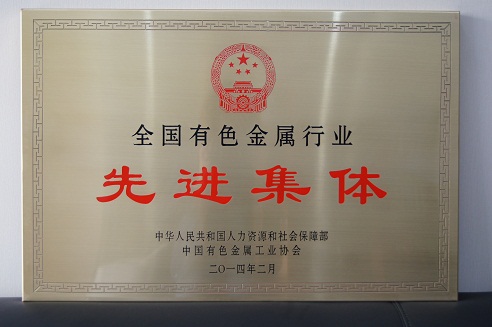 全国有色金属行业
先进集体
中华人民共和国人力资源和社会保障部
中国有色金属工业协会
二〇一四年二月